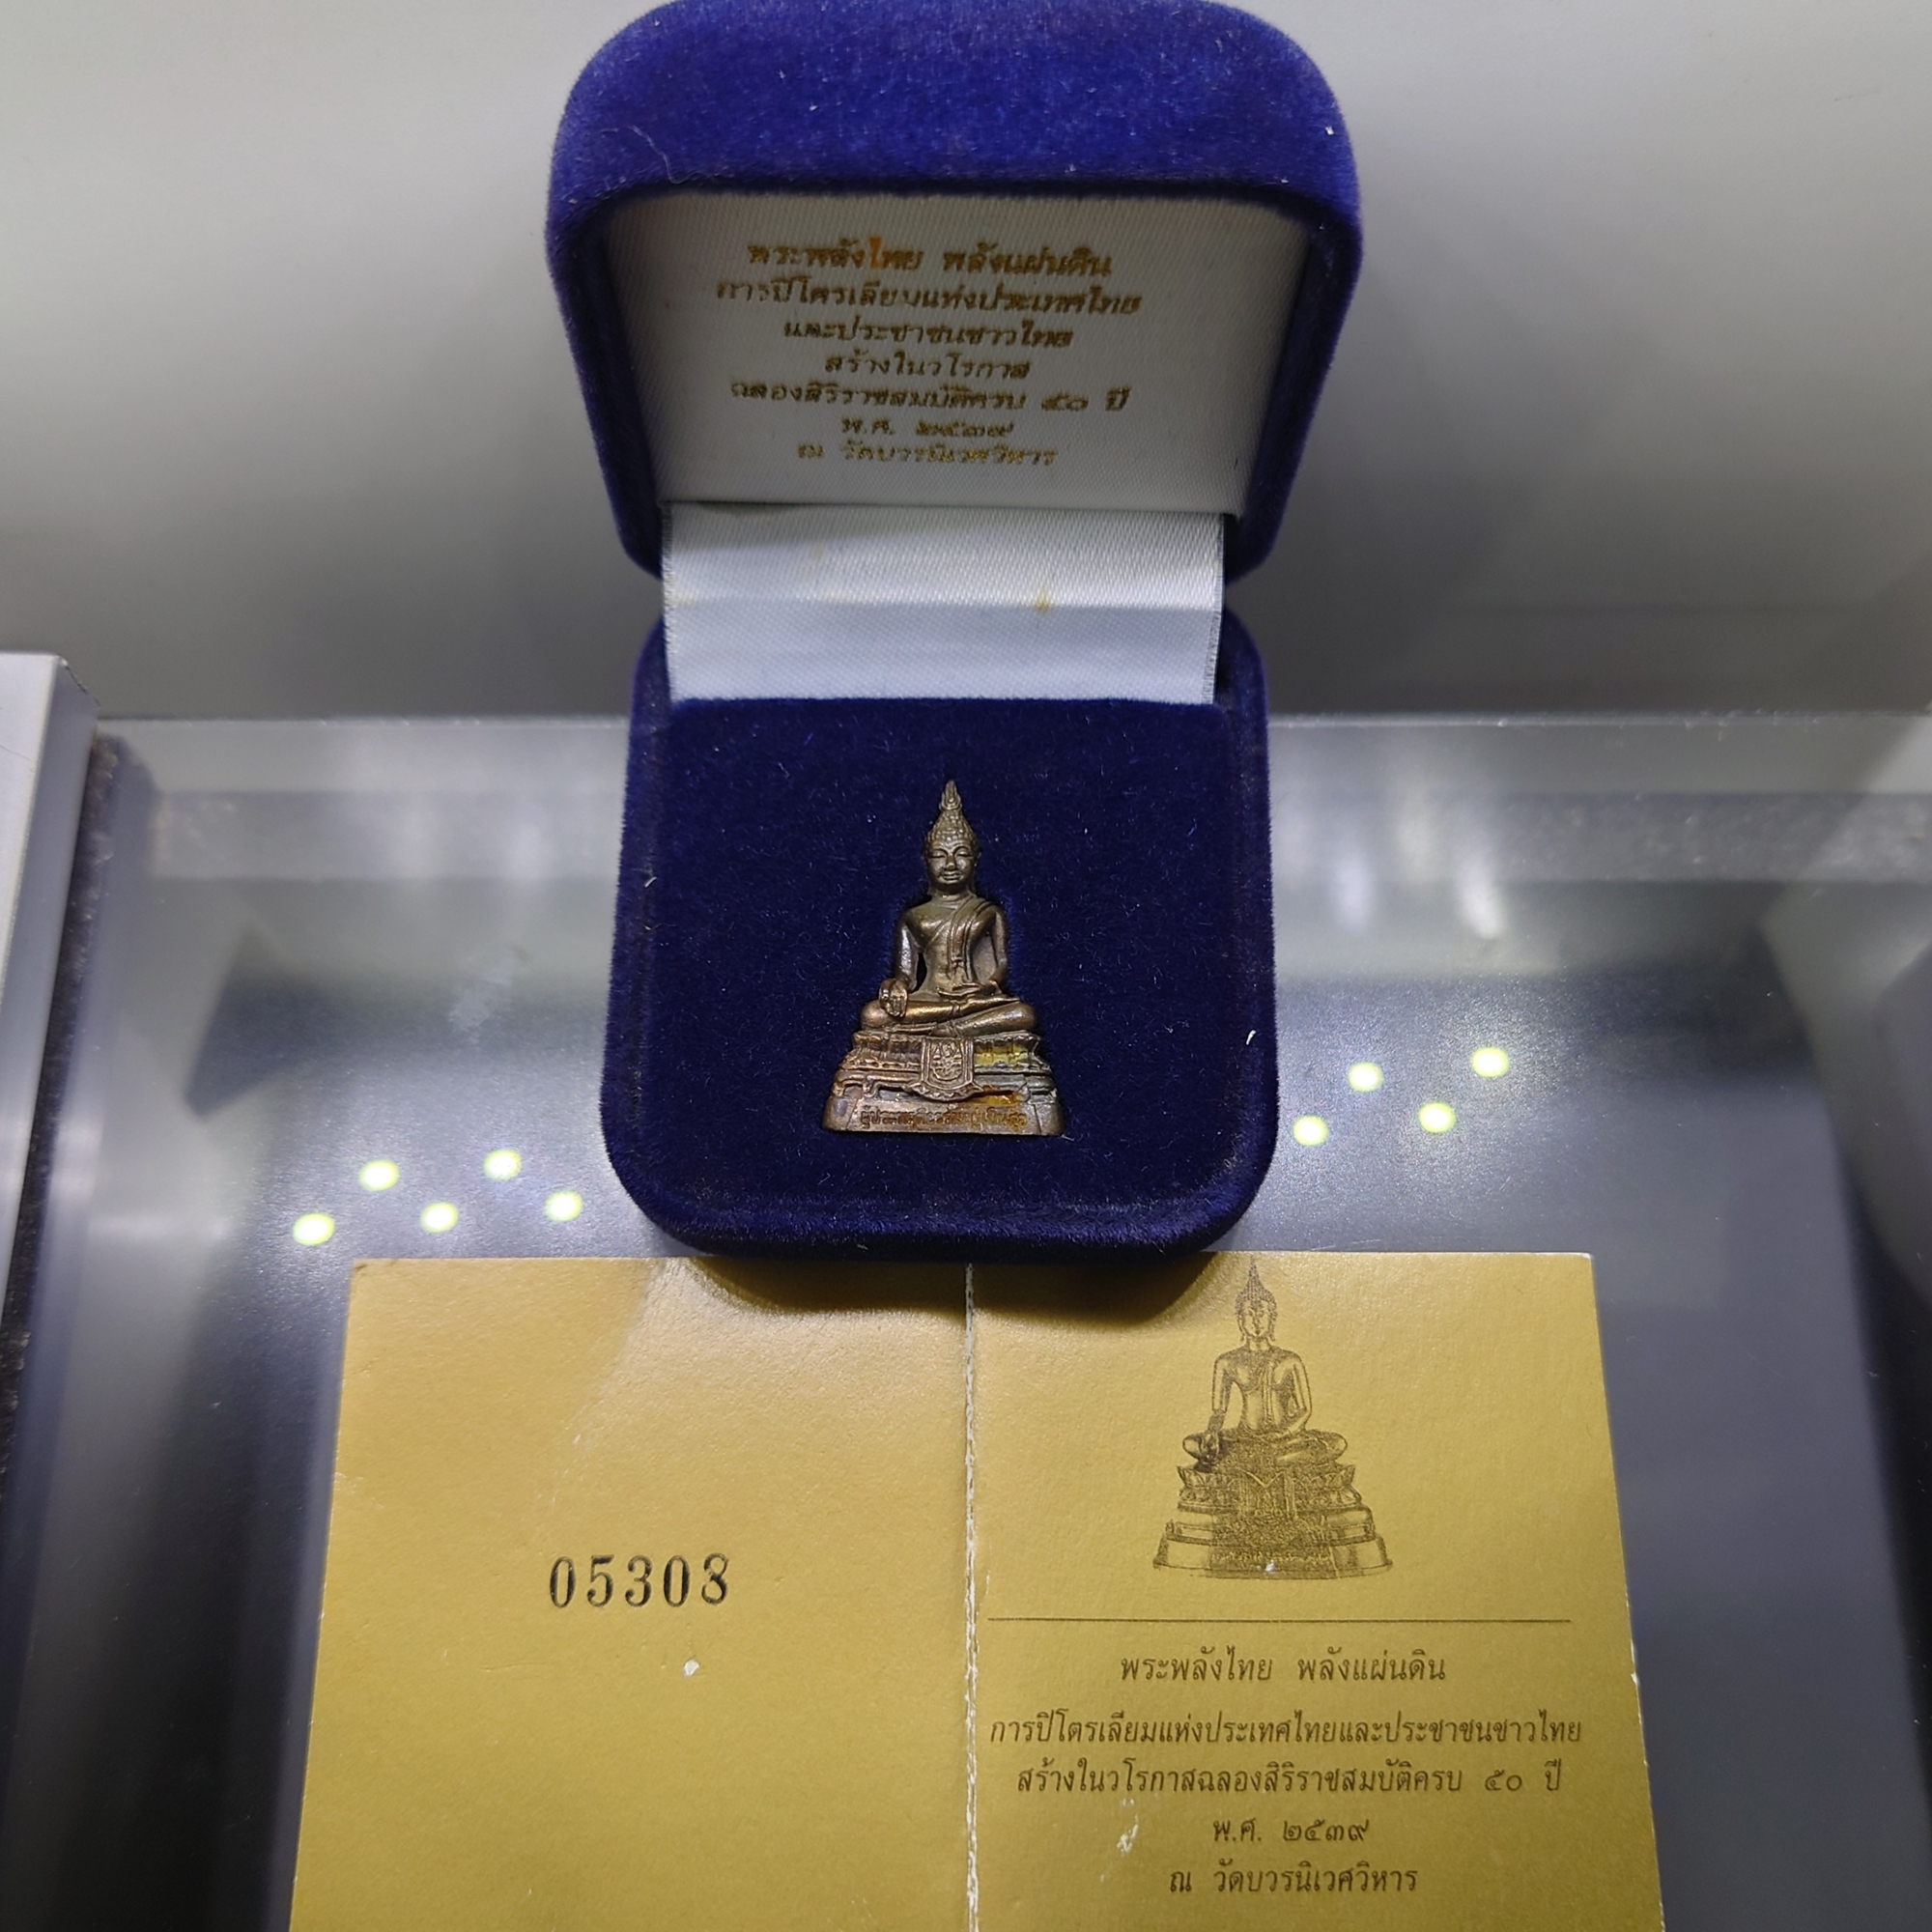 พระพลังไทย พลังแผ่นดิน
การปิโตรเลียมแห่งประเทศไทย
และประชาชนชาวไทย
สร้างในวโรกาส
ฉลองสิริราชสมบัติครบ ๕๐ ปี
พ.ศ. ๒๕๓๙
ณ วัดบวรนิเวศวิหาร
05308
พระพลังไทย พลังแผ่นดิน
การปิโตรเลียมแห่งประเทศไทยและประชาชนชาวไทย
สร้างในวโรกาสฉลองสิริราชสมบัติครบ ๕๐ ปี
พ.ศ. ๒๕๓๙
ณ วัดบวรนิเวศวิหาร